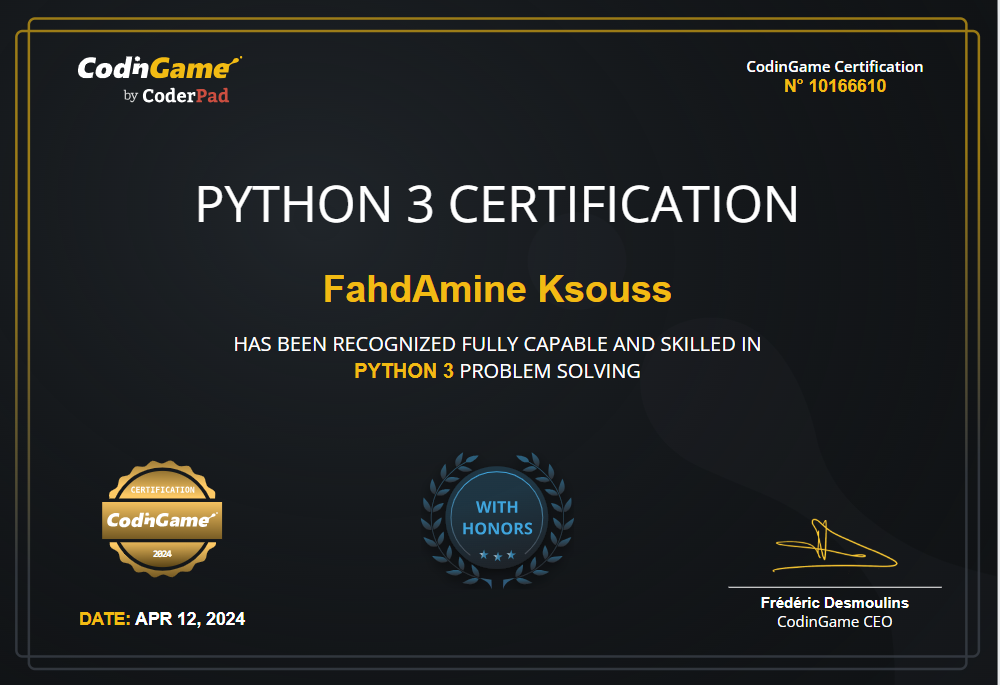 CodinGame
by CoderPad
CodinGame Certification
N° 10166610
PYTHON 3 CERTIFICATION
FahdAmine Ksouss
HAS BEEN RECOGNIZED FULLY CAPABLE AND SKILLED IN
PYTHON 3 PROBLEM SOLVING
CERTIFICATION
CodinGame
2024
WITH
HONORS
DATE: APR 12, 2024
Frédéric Desmoulins
CodinGame CEO